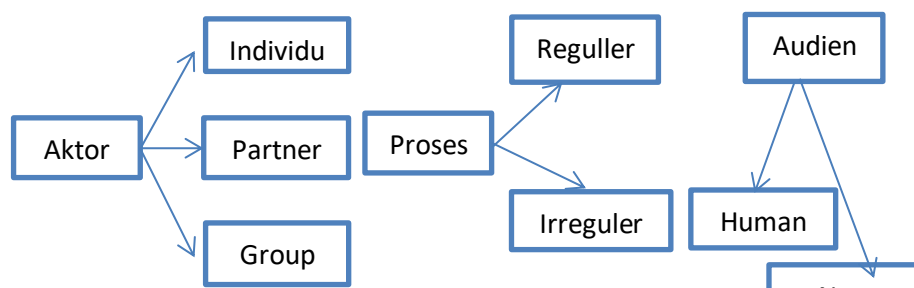 Individu
Reguller
Audien
Aktor
Partner
Proses
Human
Irreguler
Group